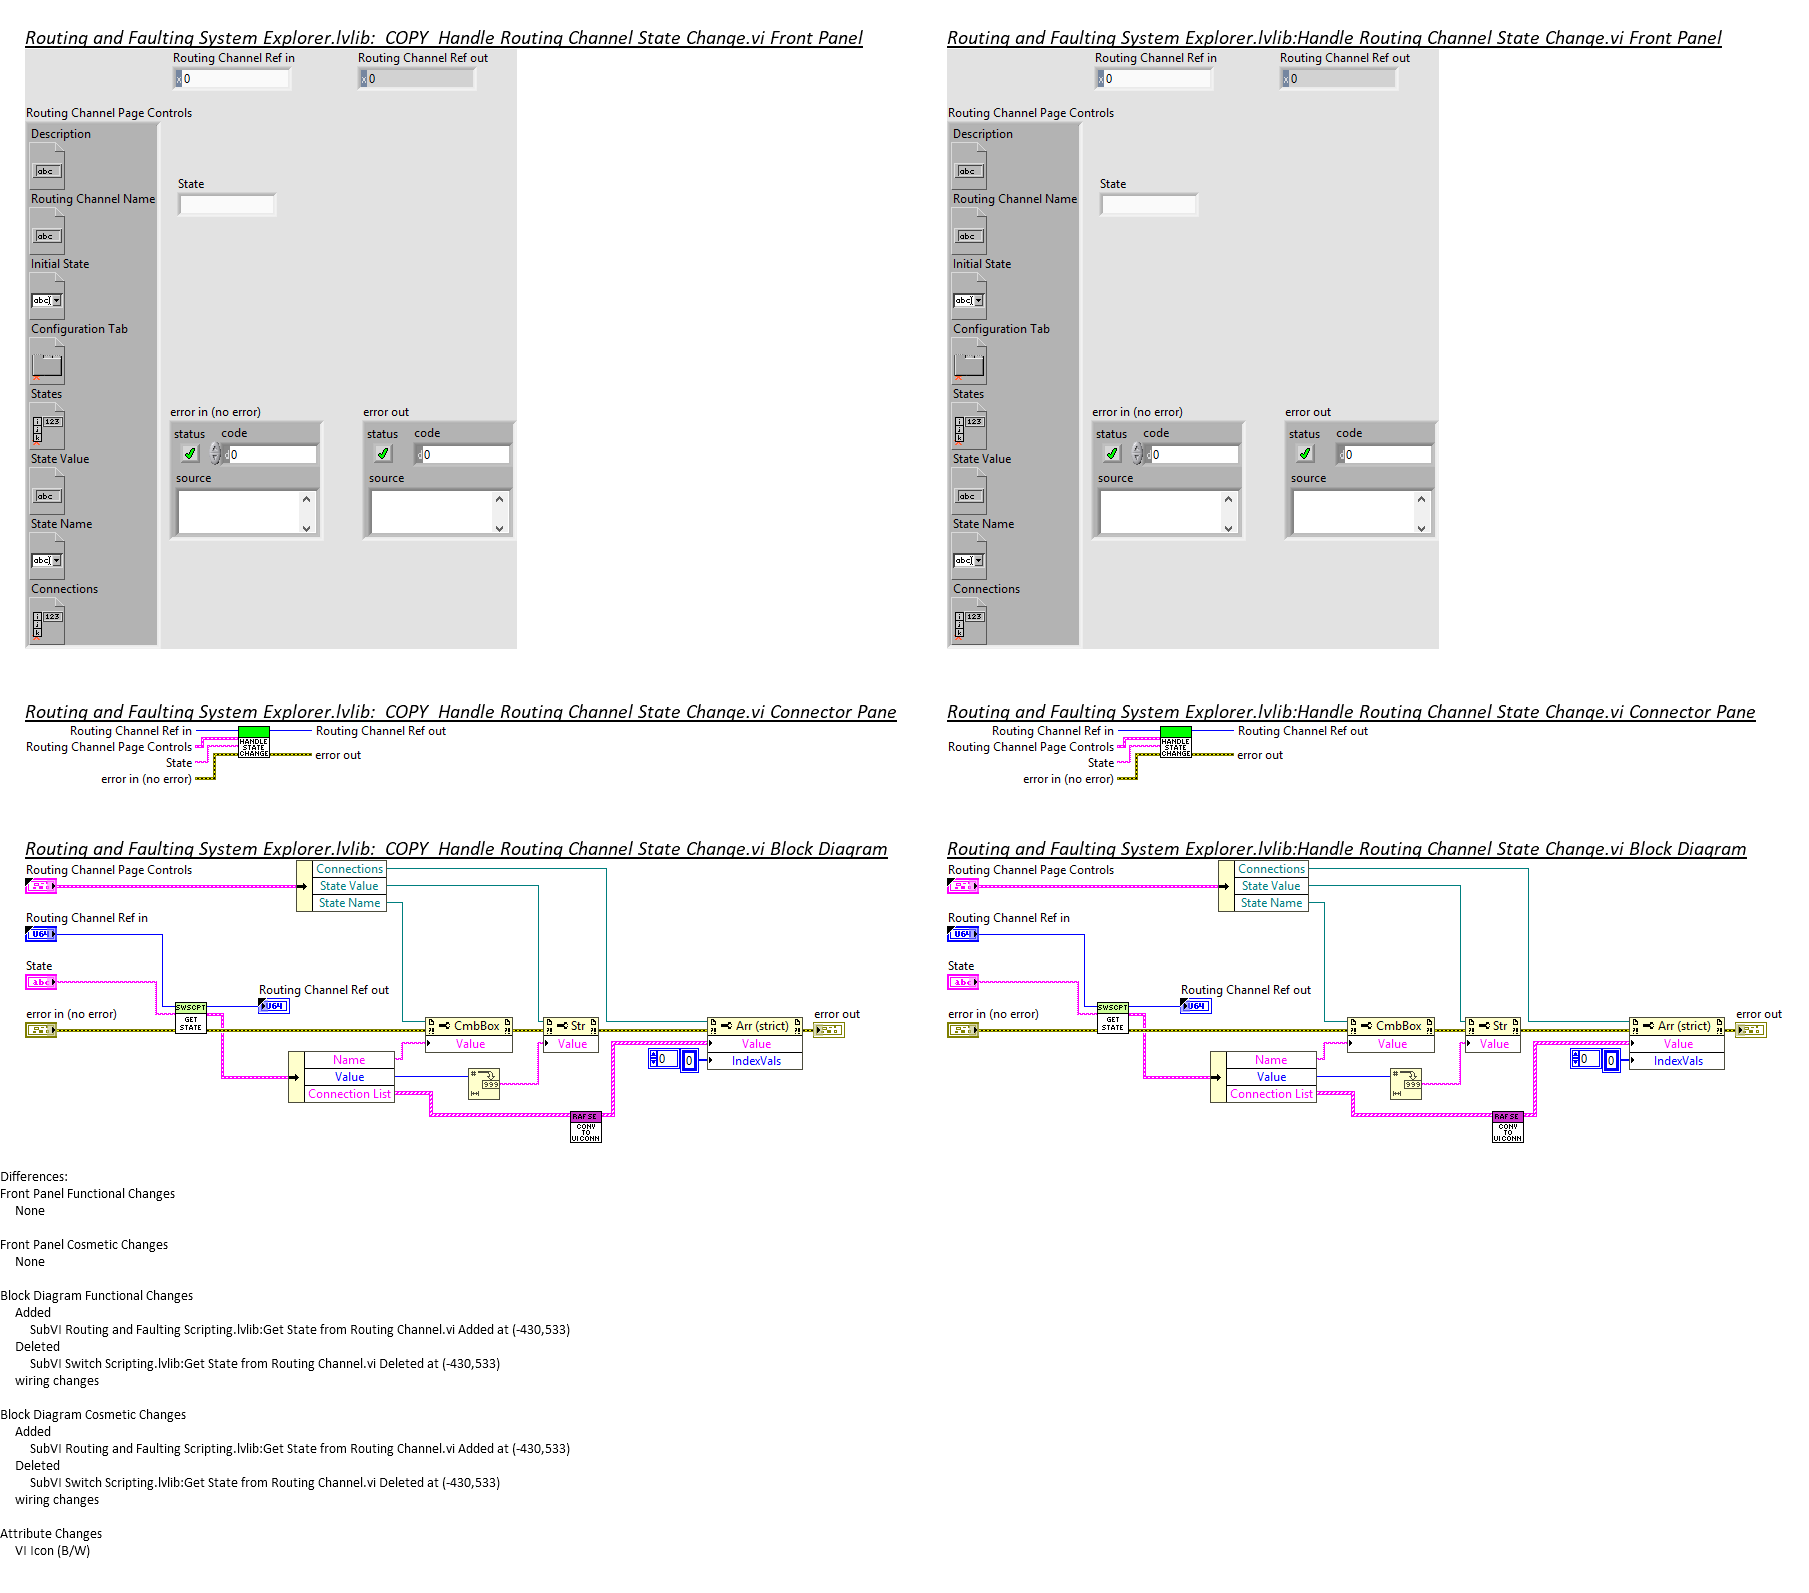 Routing and Faulting System Explorer.lvlib:_COPY_Handle Routing Channel State Change.vi Front Panel
Routing Channel Ref in
Routing Channel Ref out
x 0
x 0
Routing Channel Page Controls
Description
abc
Routing Channel Name
abc
Initial State
abc
Configuration Tab
States
123
State Value
abc
State Name
abc
Connections
123
State
error in (no error)
status
code
d 0
source
error out
status
code
d 0
source
Routing and Faulting System Explorer.lvlib:Handle Routing Channel State Change.vi Front Panel
Routing Channel Ref in
Routing Channel Ref out
x 0
x 0
Routing Channel Page Controls
Description
abc
Routing Channel Name
abc
Initial State
abc
Configuration Tab
States
123
State Value
abc
State Name
abc
Connections
123
State
error in (no error)
status
code
d 0
source
error out
status
code
d 0
source
Routing and Faulting System Explorer.lvlib:_COPY_Handle Routing Channel State Change.vi Connector Pane
Routing Channel Ref in
Routing Channel Page Controls
State
error in (no error)
HANDLE
STATE
CHANGE
Routing Channel Ref out
error out
Routing and Faulting System Explorer.lvlib:Handle Routing Channel State Change.vi Connector Pane
Routing Channel Ref in
Routing Channel Page Controls
State
error in (no error)
HANDLE
STATE
CHANGE
Routing Channel Ref out
error out
Routing and Faulting System Explorer.lvlib:_COPY_Handle Routing Channel State Change.vi Block Diagram
Routing Channel Page Controls
Connections
State Value
State Name
Routing Channel Ref in
U64
State
abc
Routing Channel Ref out
U64
SWSCPT
GET
STATE
error in (no error)
CmbBox
Value
Str
Value
Arr (strict)
Value
IndexVals
error out
0
0
Name
Value
Connection List
# 999
RAFSE
CONV
TO
VI CONN
Routing and Faulting System Explorer.lvlib:Handle Routing Channel State Change.vi Block Diagram
Routing Channel Page Controls
Connections
State Value
State Name
Routing Channel Ref in
U64
State
abc
Routing Channel Ref out
U64
SWSCPT
GET
STATE
error in (no error)
CmbBox
Value
Str
Value
Arr (strict)
Value
IndexVals
error out
0
0
Name
Value
Connection List
# 999
RAFSE
CONV
TO
VI CONN
Differences:
Front Panel Functional Changes
None
Front Panel Cosmetic Changes
None
Block Diagram Functional Changes
Added
SubVI Routing and Faulting Scripting.lvlib:Get State from Routing Channel.vi Added at (-430,533)
Deleted
SubVI Switch Scripting.lvlib:Get State from Routing Channel.vi Deleted at (-430,533)
wiring changes
Block Diagram Cosmetic Changes
Added
SubVI Routing and Faulting Scripting.lvlib:Get State from Routing Channel.vi Added at (-430,533)
Deleted
SubVI Switch Scripting.lvlib:Get State from Routing Channel.vi Deleted at (-430,533)
wiring changes
Attribute Changes
VI Icon (B/W)